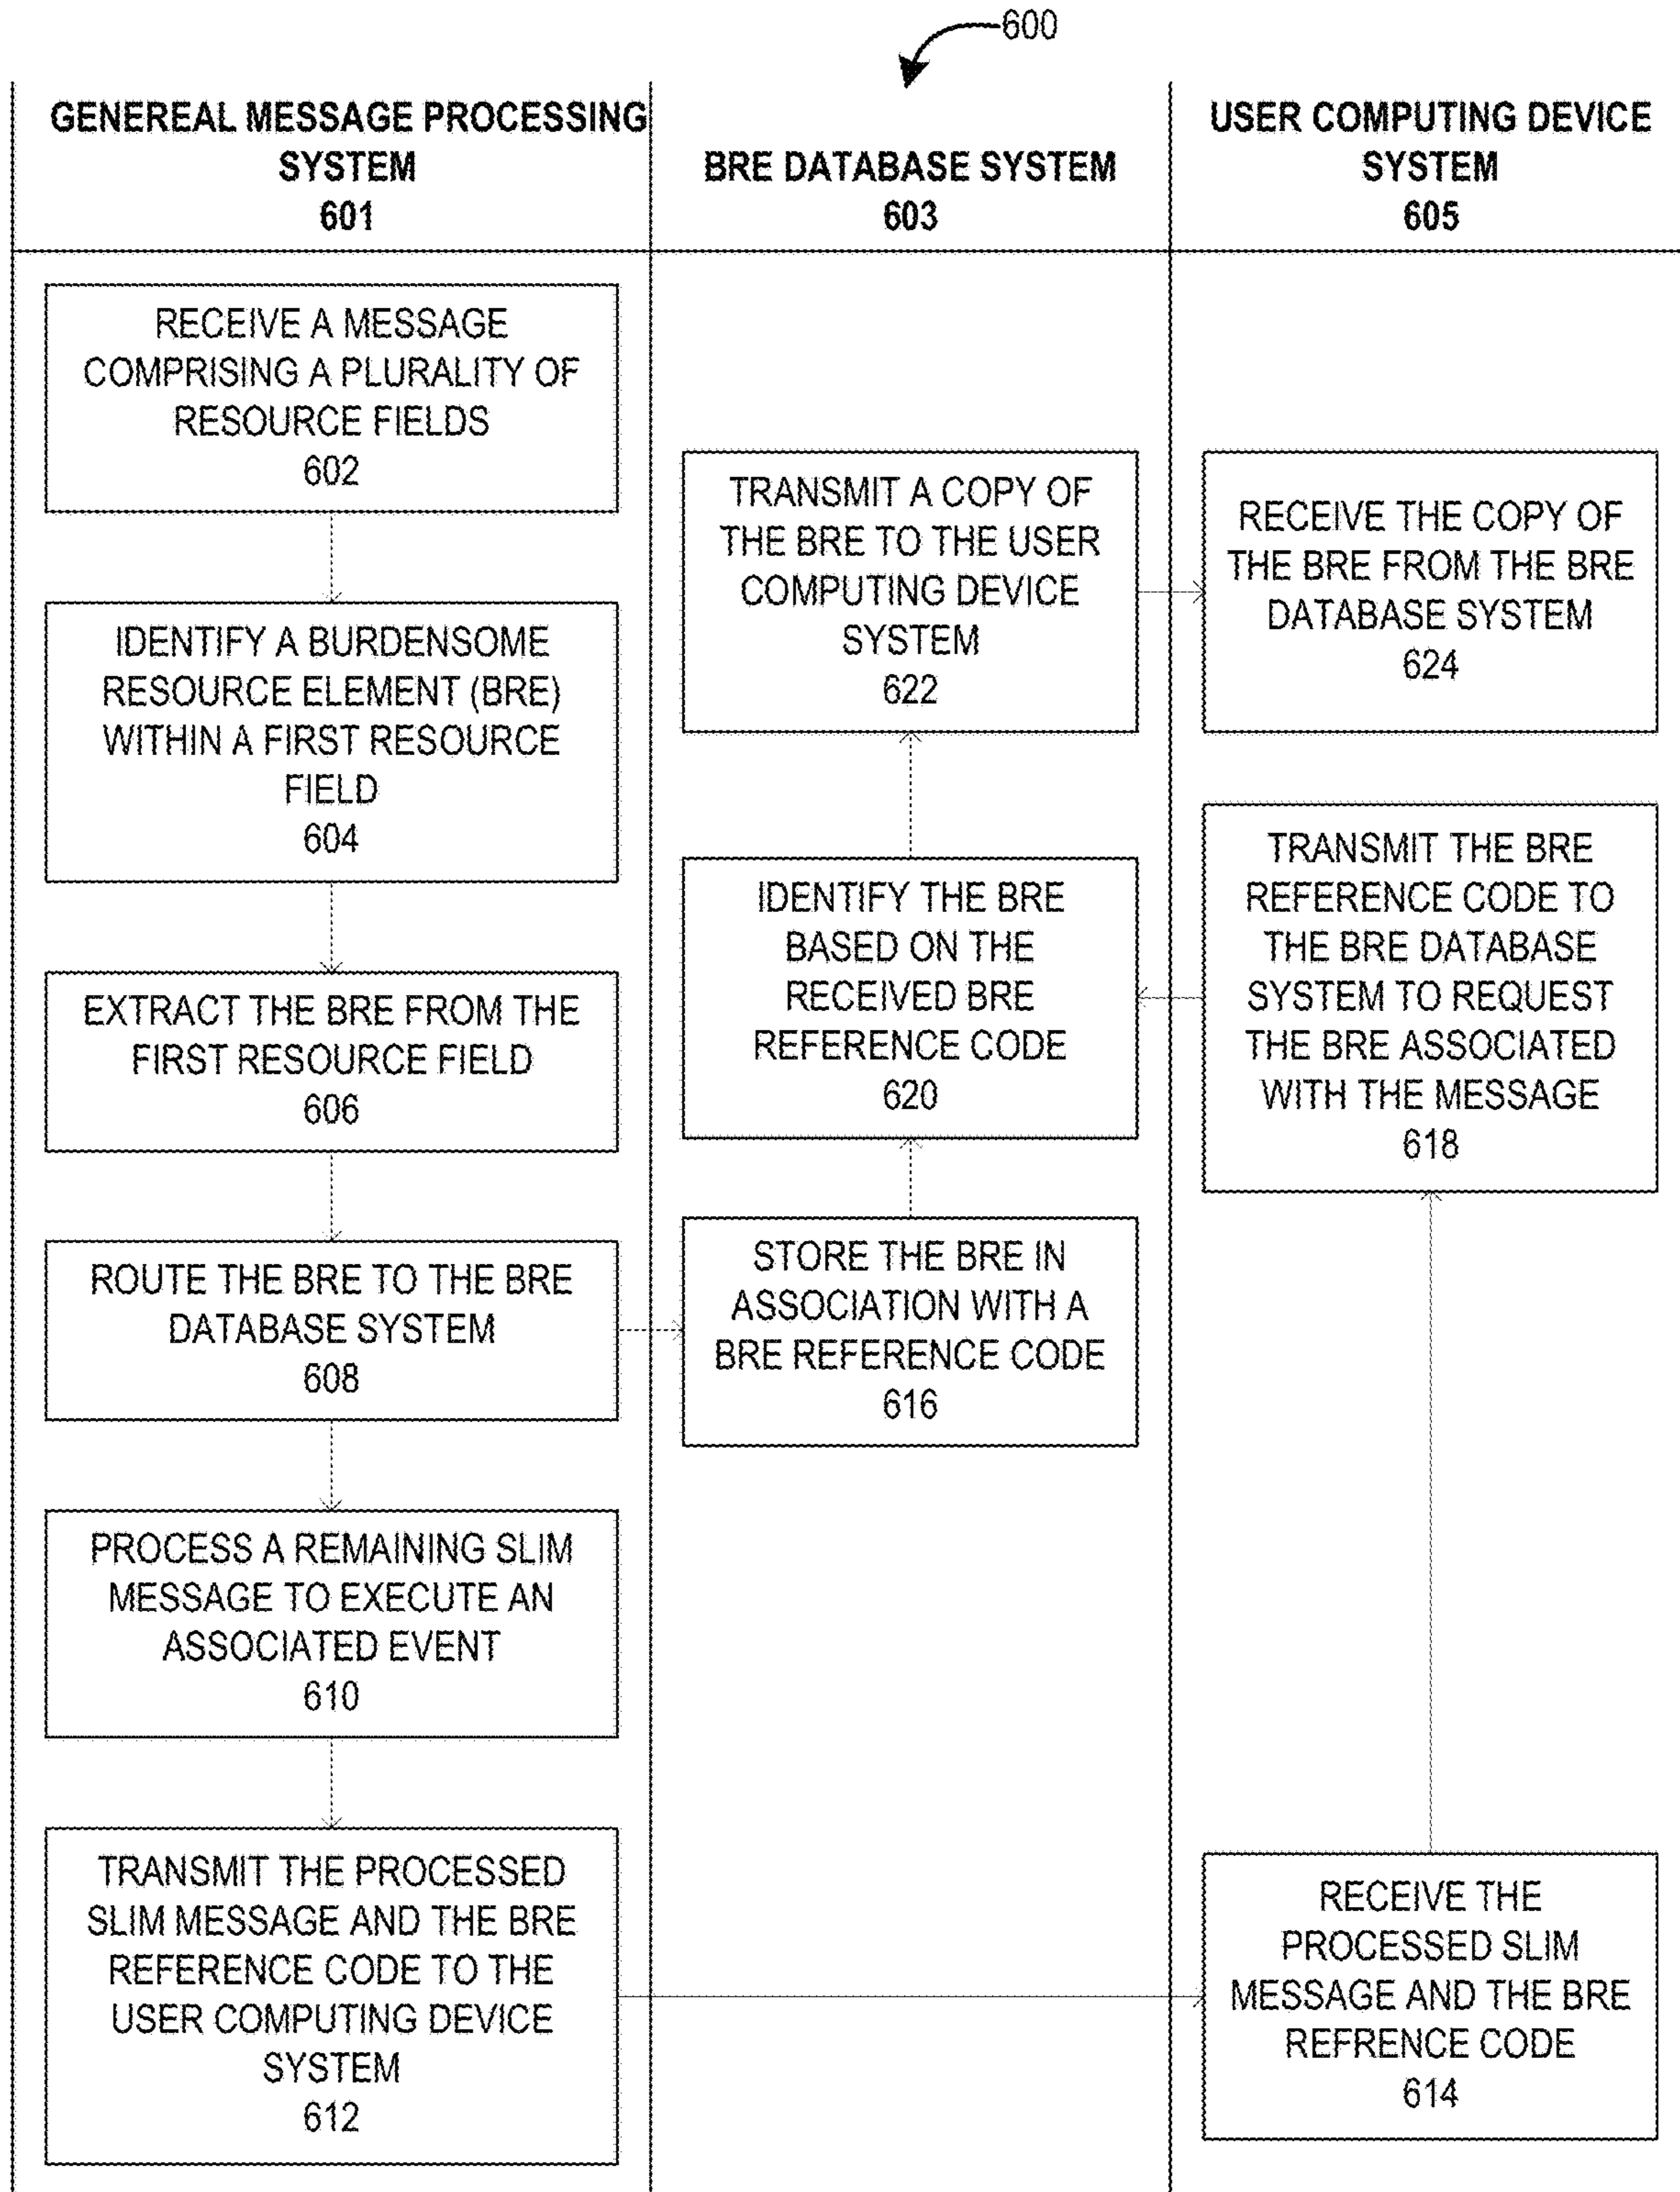 600
GENEREAL MESSAGE PROCESSING
SYSTEM
601
BRE DATABASE SYSTEM
603
USER COMPUTING DEVICE
SYSTEM
605
RECEIVE A MESSAGE
COMPRISING A PLURALITY OF
RESOURCE FIELDS
602
IDENTIFY A BURDENSOME
RESOURCE ELEMENT (BRE)
WITHIN A FIRST RESOURCE
FIELD
604
EXTRACT THE BRE FROM THE
FIRST RESOURCE FIELD
606
ROUTE THE BRE TO THE BRE
DATABASE SYSTEM
608
PROCESS A REMAINING SLIM
MESSAGE TO EXECUTE AN
ASSOCIATED EVENT
610
TRANSMIT THE PROCESSED
SLIM MESSAGE AND THE BRE
REFERENCE CODE TO THE
USER COMPUTING DEVICE
SYSTEM
612
TRANSMIT A COPY OF
THE BRE TO THE USER
COMPUTING DEVICE
SYSTEM
622
IDENTIFY THE BRE
BASED ON THE
RECEIVED BRE
REFERENCE CODE
620
STORE THE BRE IN
ASSOCIATION WITH A
BRE REFERENCE CODE
616
RECEIVE THE COPY OF
THE BRE FROM THE BRE
DATABASE SYSTEM
624
TRANSMIT THE BRE
REFERENCE CODE TO
THE BRE DATABASE
SYSTEM TO REQUEST
THE BRE ASSOCIATED
WITH THE MESSAGE
618
RECEIVE THE
PROCESSED SLIM
MESSAGE AND THE BRE
REFRENCE CODE
614